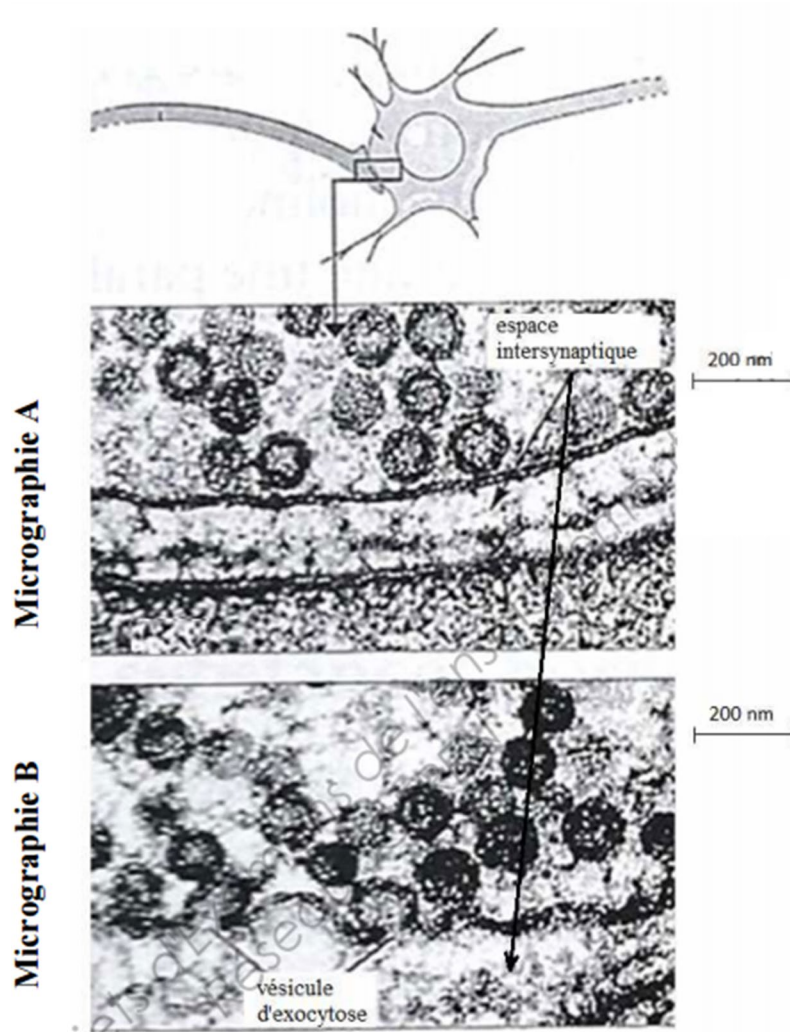 espace
intersynaptique
200 nm
Micrographie A
200 nm
Micrographie B
vésicule
d'exocytose